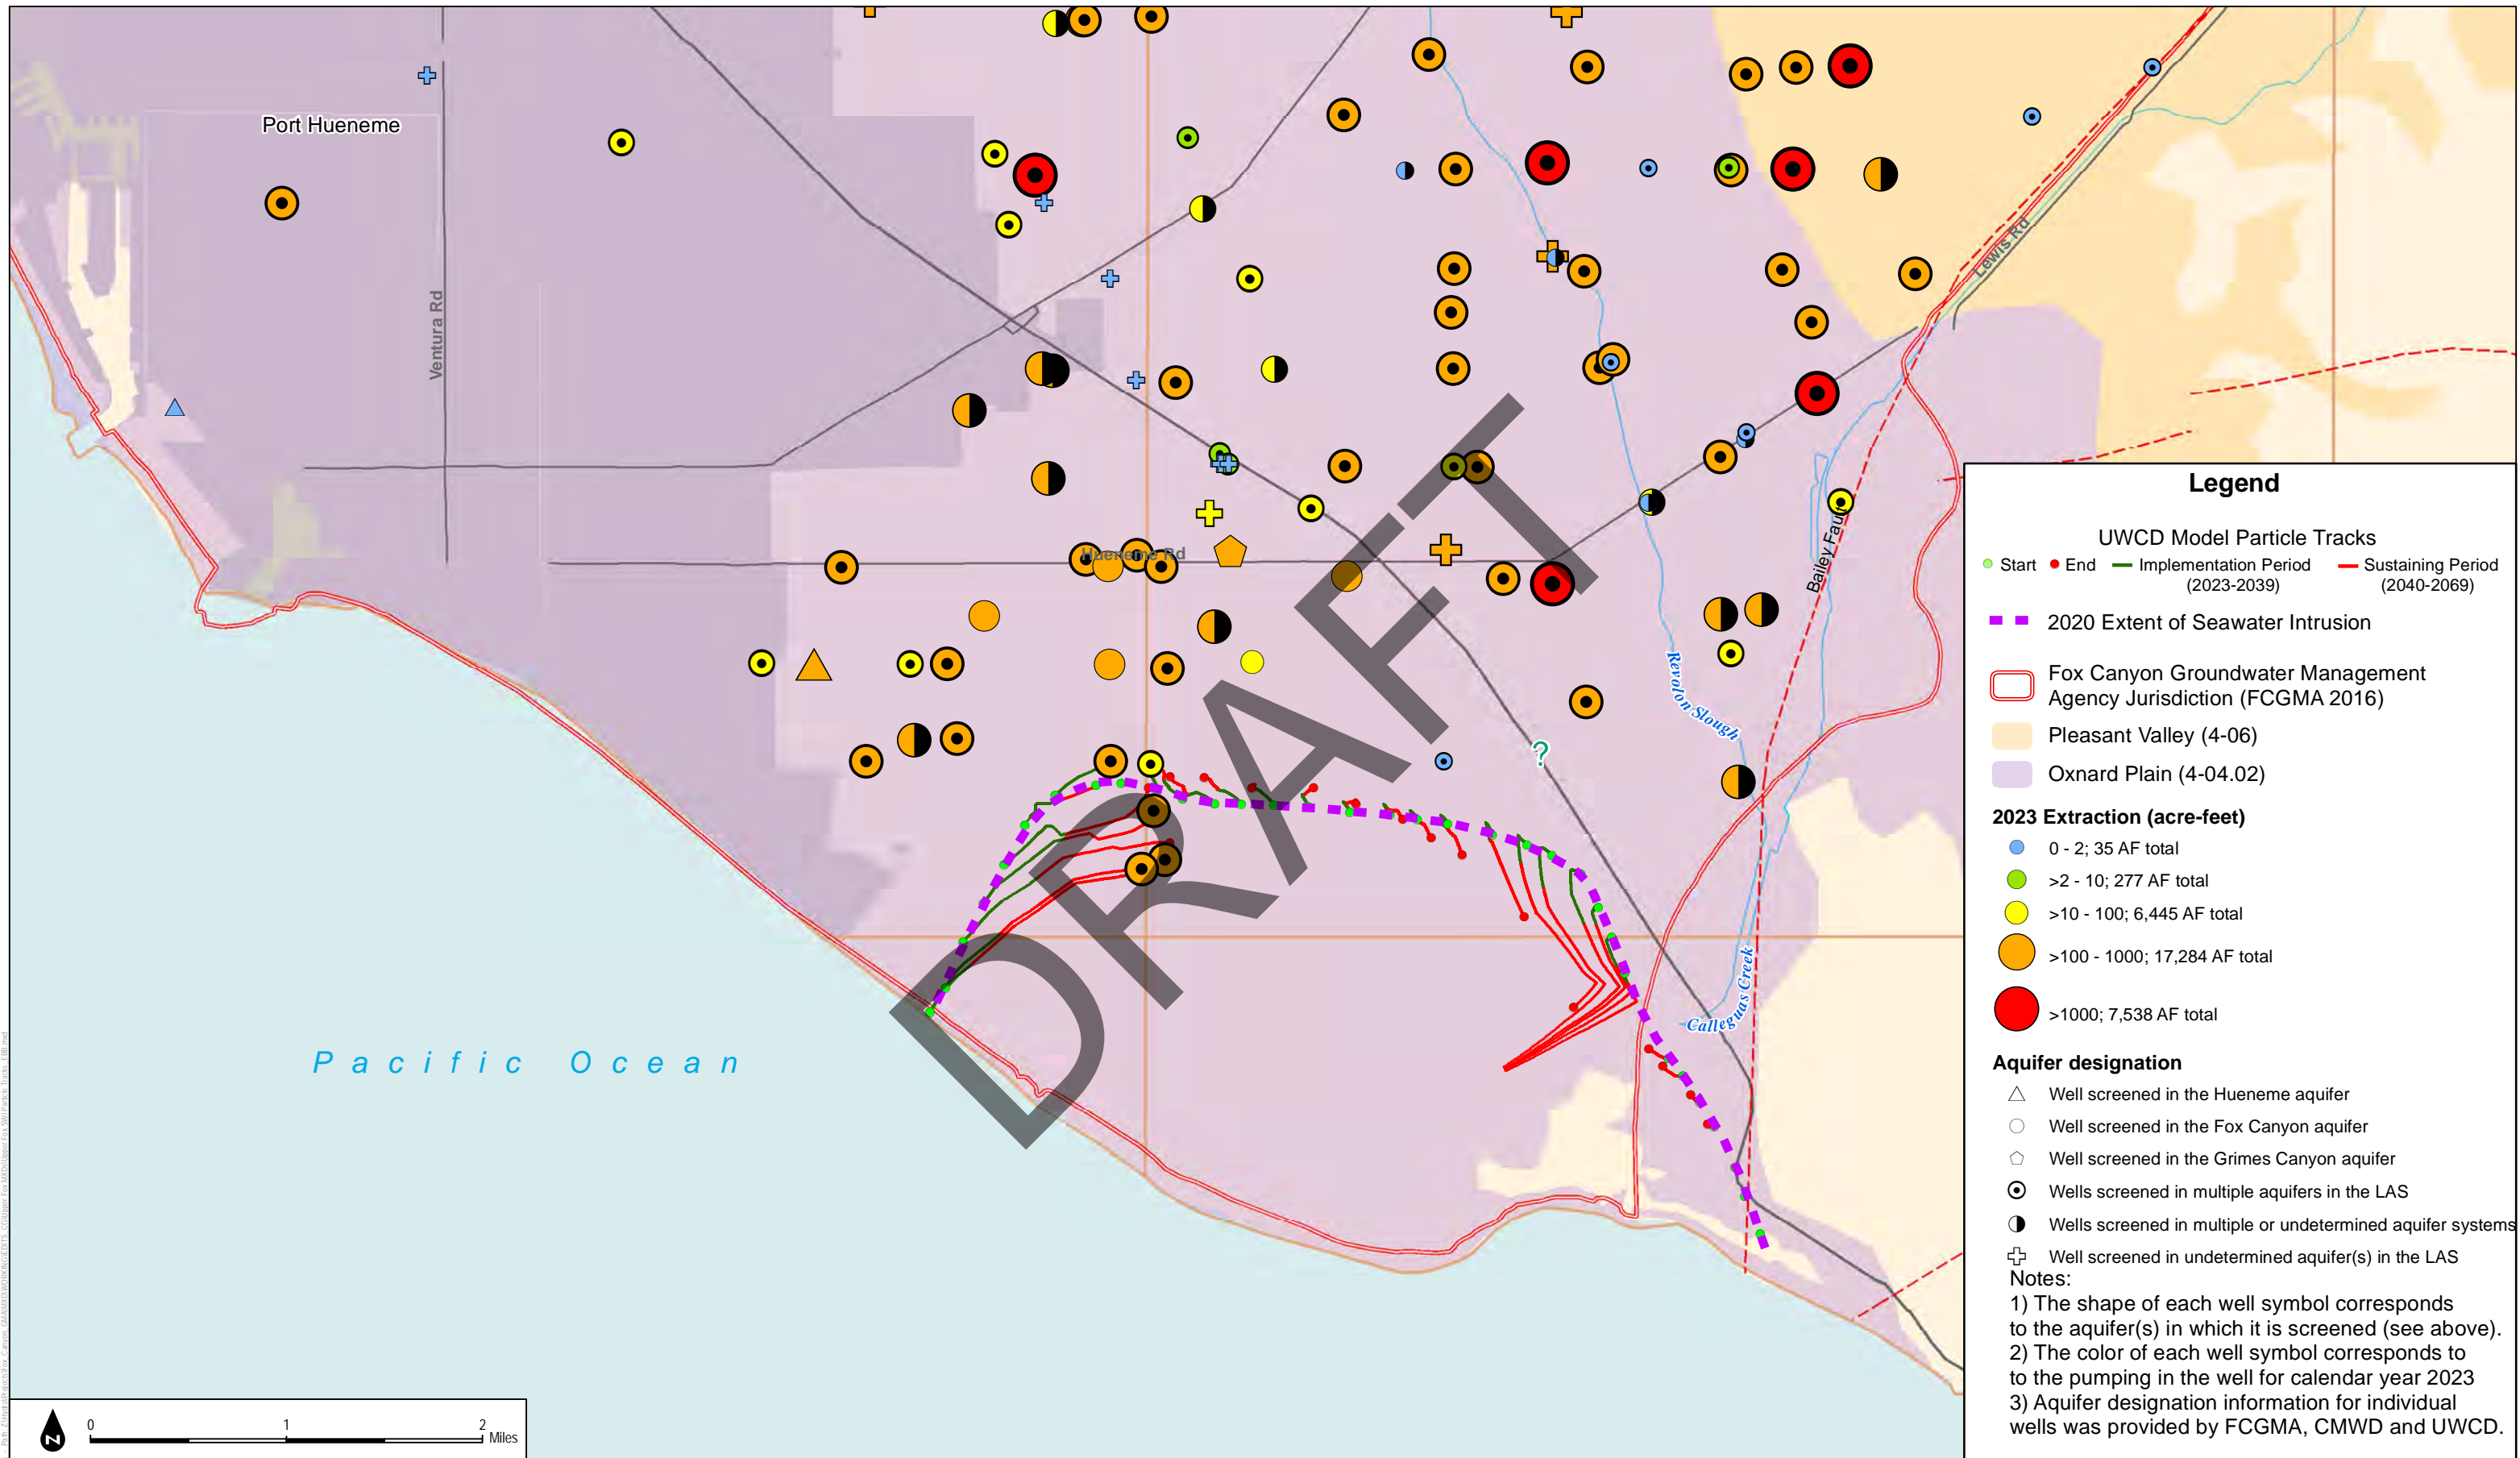 Port Hueneme
Ventura Rd
Lewis Rd
Hueneme Rd
Bailey Fault
Revolon Slough
?
Calleguas Creek
Pacific Ocean
DRAFT
0 1 2
Miles
N
Legend
UWCD Model Particle Tracks
Start End Implementation Period Sustaining Period
(2023-2039) (2040-2069)
2020 Extent of Seawater Intrusion
Fox Canyon Groundwater Management
Agency Jurisdiction (FCGMA 2016)
Pleasant Valley (4-06)
Oxnard Plain (4-04.02)
2023 Extraction (acre-feet)
0 - 2; 35 AF total
>2 - 10; 277 AF total
>10 - 100; 6,445 AF total
>100 - 1000; 17,284 AF total
>1000; 7,538 AF total
Aquifer designation
Well screened in the Hueneme aquifer
Well screened in the Fox Canyon aquifer
Well screened in the Grimes Canyon aquifer
Wells screened in multiple aquifers in the LAS
Wells screened in multiple or undetermined aquifer systems
Well screened in undetermined aquifer(s) in the LAS
Notes:
1) The shape of each well symbol corresponds
to the aquifer(s) in which it is screened (see above).
2) The color of each well symbol corresponds to
to the pumping in the well for calendar year 2023
3) Aquifer designation information for individual
wells was provided by FCGMA, CMWD and UWCD.